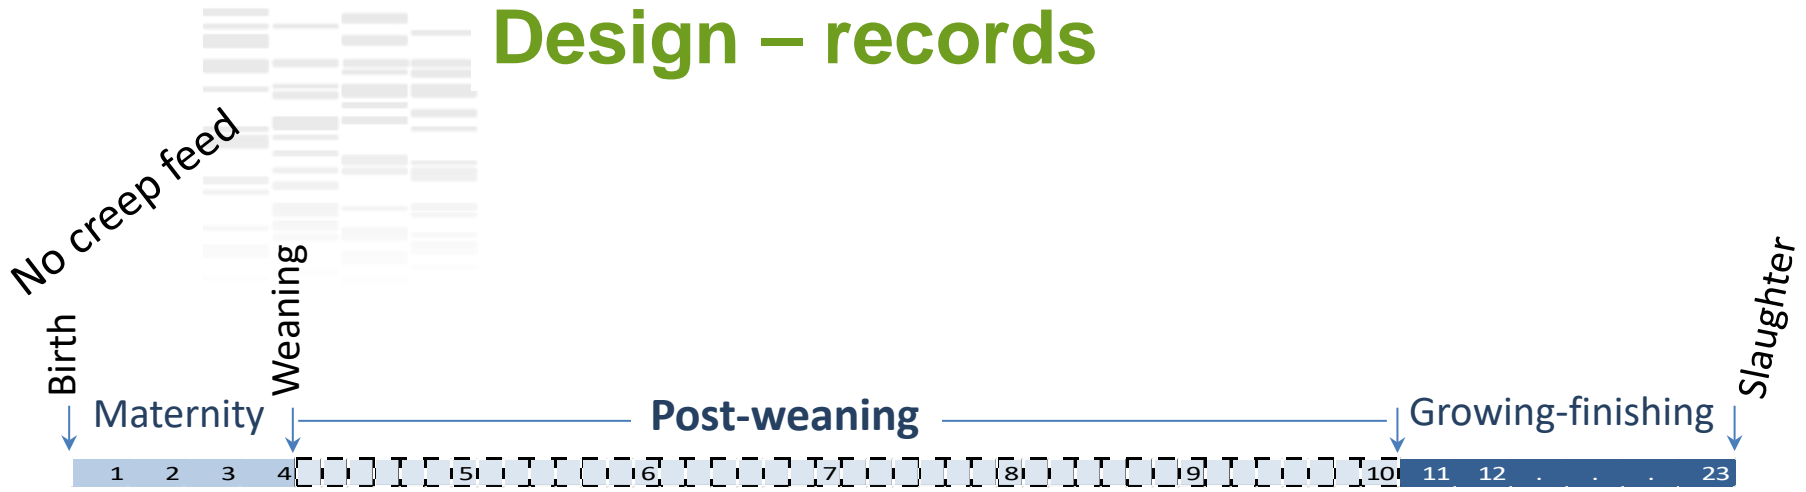 Design – records
No creep feed
Birth
Weaning
Slaughter
Maternity
Post-weaning
Growing-finishing
1 2 3 4 5 6 7 8 9 10 11 12 . . . 23